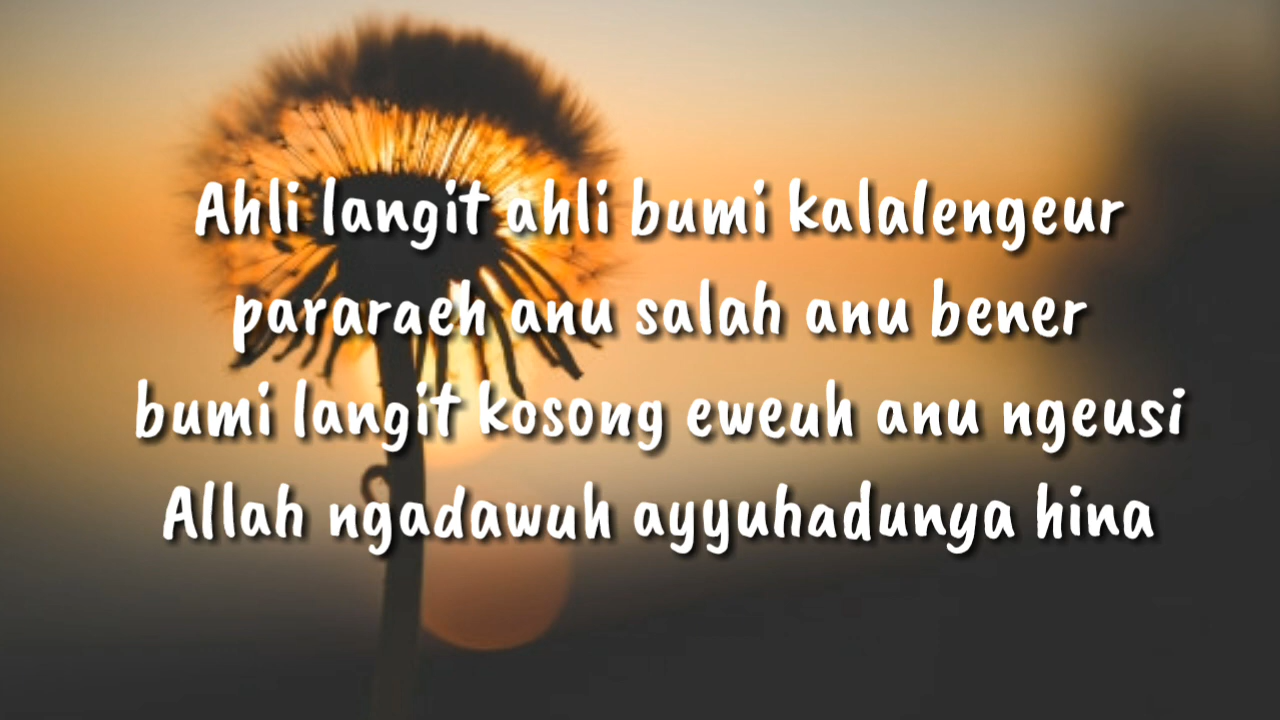 Ahli langit ahli bumi kalalengeur
pararaeh anu salah anu bener
bumi langit kosong eweuh anu ngeusi
Allah ngadawuh ayyuhadunya hina